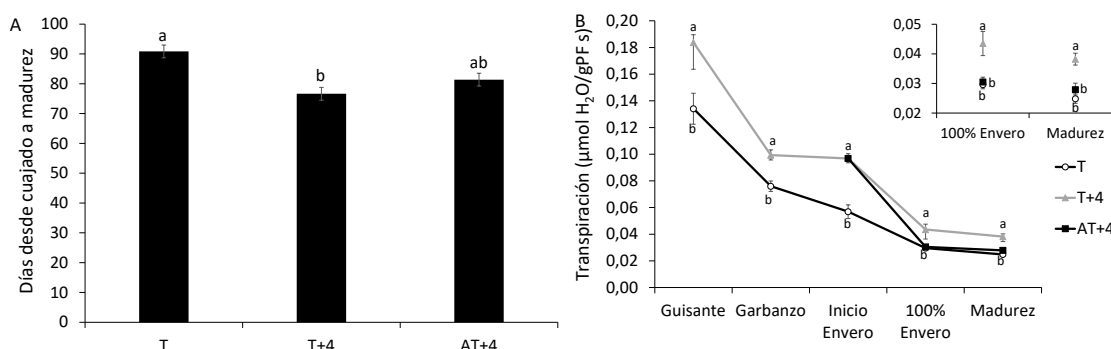 A
Días desde cuajado a madurez
100
90
80
70
60
50
40
30
20
10
0
a
b
ab
T
T+4
AT+4
B
Transpiración (µmol H₂O/gPF s)
0,20
0,18
0,16
0,14
0,12
0,10
0,08
0,06
0,04
0,02
0,00
a
b
a
b
a
b
a
b
a
b
Guisante
Garbanzo
Inicio Envero
100% Envero
Madurez
0,05
0,04
0,03
0,02
a
b
b
a
b
b
100% Envero
Madurez
T
T+4
AT+4